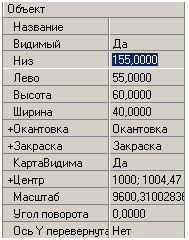 Объект
Название
Видимый Да
Низ 155,0000
Лево 55,0000
Высота 60,0000
Ширина 40,0000
+Окантовка Окантовка
+Закраска Закраска
КартаВидима Да
+Центр 1000; 1004,47
Масштаб 9600,31002836
Угол поворота 0,0000
Ось Y перевернута Нет